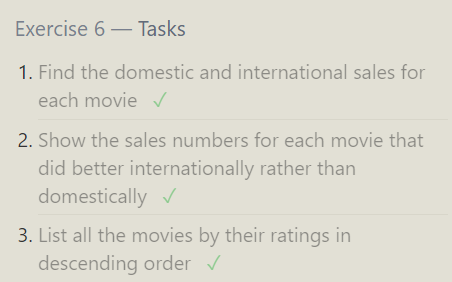 Exercise 6 — Tasks
1. Find the domestic and international sales for
each movie ✓
2. Show the sales numbers for each movie that
did better internationally rather than
domestically ✓
3. List all the movies by their ratings in
descending order ✓